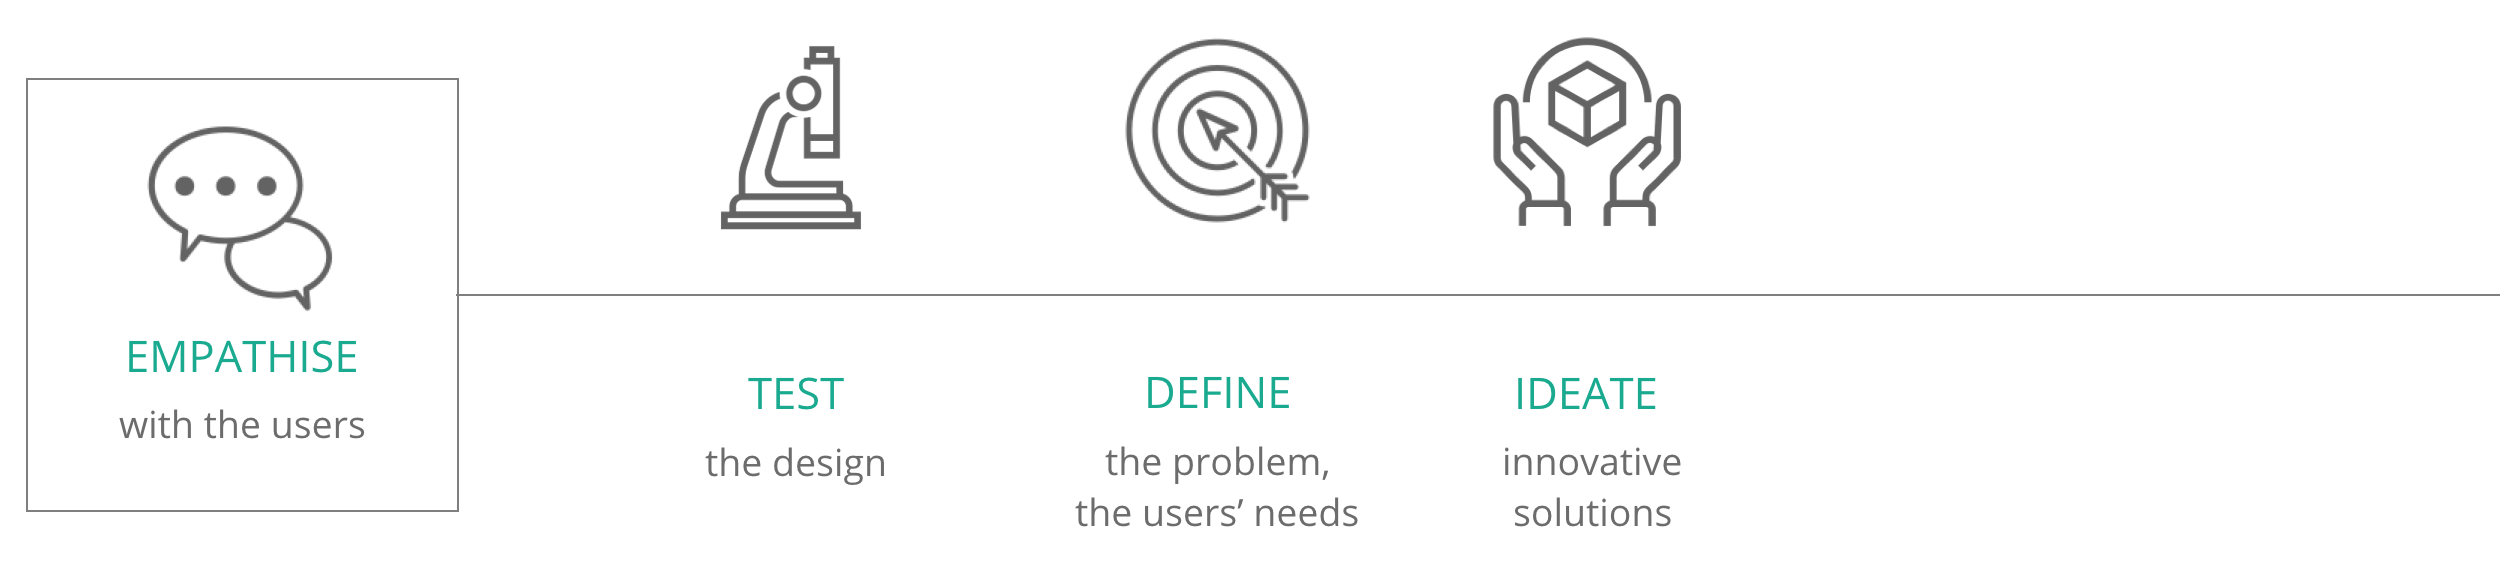 EMPATHISE
with the users
TEST
the design
DEFINE
the problem,
the users’ needs
IDEATE
innovative
solutions